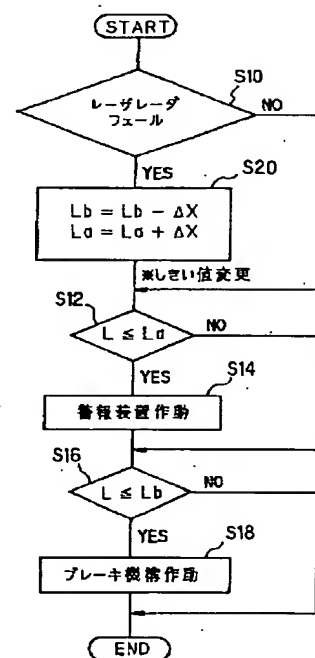 START
S10
レーザレーダ
フェール
NO
YES
S20
Lb = Lb - ΔX
La = La + ΔX
※しきい値変更
S12
L ≤ La
NO
YES
S14
警報装置作動
S16
L ≤ Lb
NO
YES
S18
ブレーキ機構作動
END